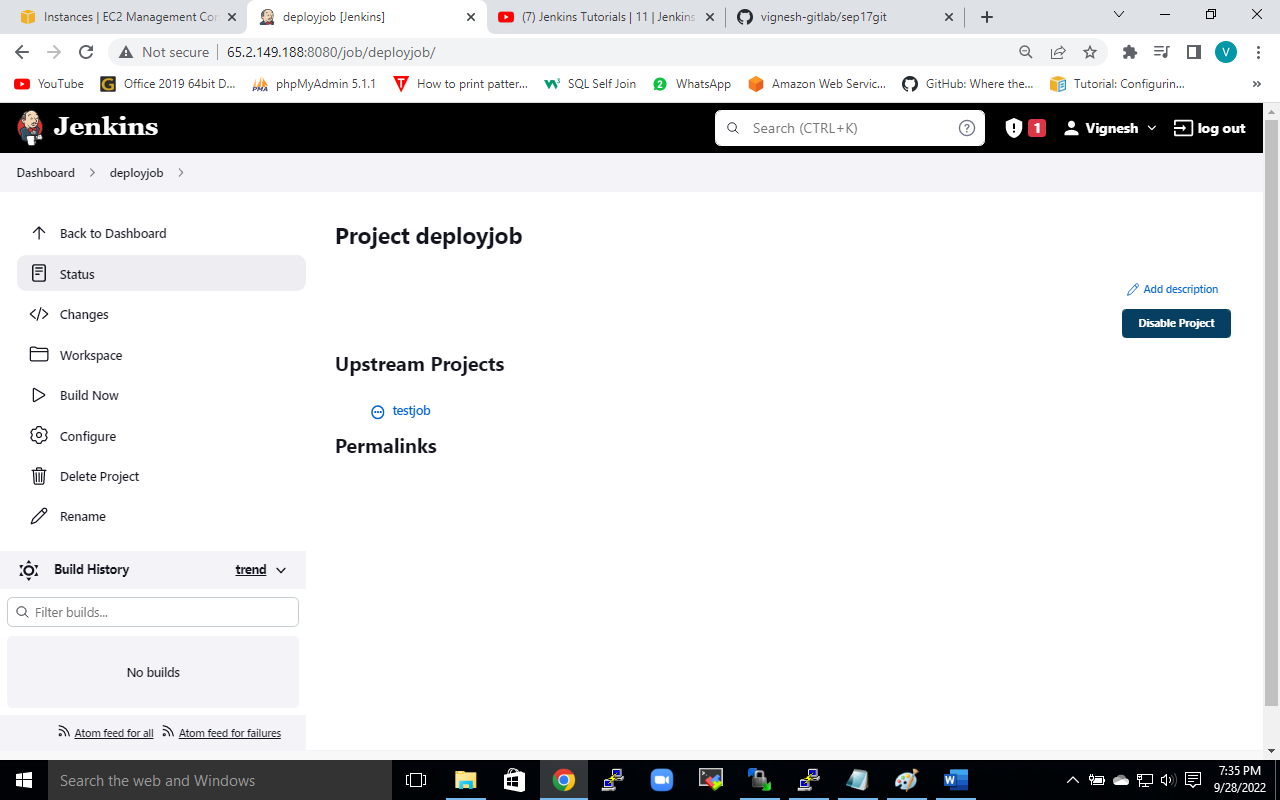 Instances | EC2 Management Con
deployjob [Jenkins]
(7) Jenkins Tutorials | 11 | Jenkins
vignesh-gitlab/sep17git
Not secure
65.2.149.188:8080/job/deployjob/
V
YouTube
Office 2019 64bit D...
phpMyAdmin 5.1.1
How to print patter...
SQL Self Join
2
WhatsApp
Amazon Web Servic...
GitHub: Where the...
Tutorial: Configurin...
»
Jenkins
Search (CTRL+K)
1
Vignesh
log out
Dashboard
deployjob
Back to Dashboard
Status
Changes
Workspace
Build Now
Configure
Delete Project
Rename
Project deployjob
Add description
Disable Project
Upstream Projects
testjob
Permalinks
Build History
trend
Filter builds...
No builds
Atom feed for all
Atom feed for failures
Search the web and Windows
7:35 PM
9/28/2022